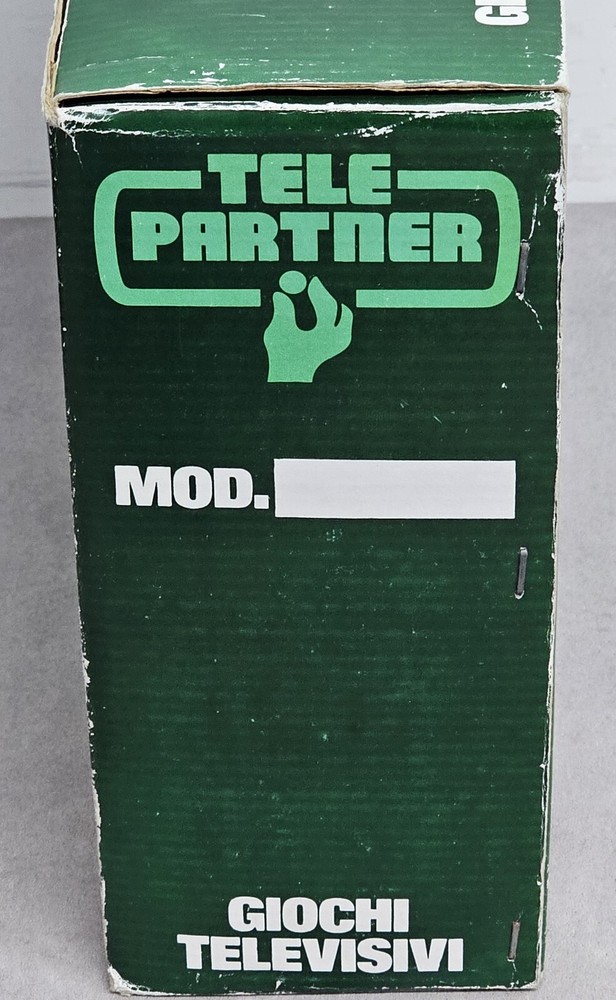 TELE
PARTNER
MOD.
GIOCHI
TELEVISIVI